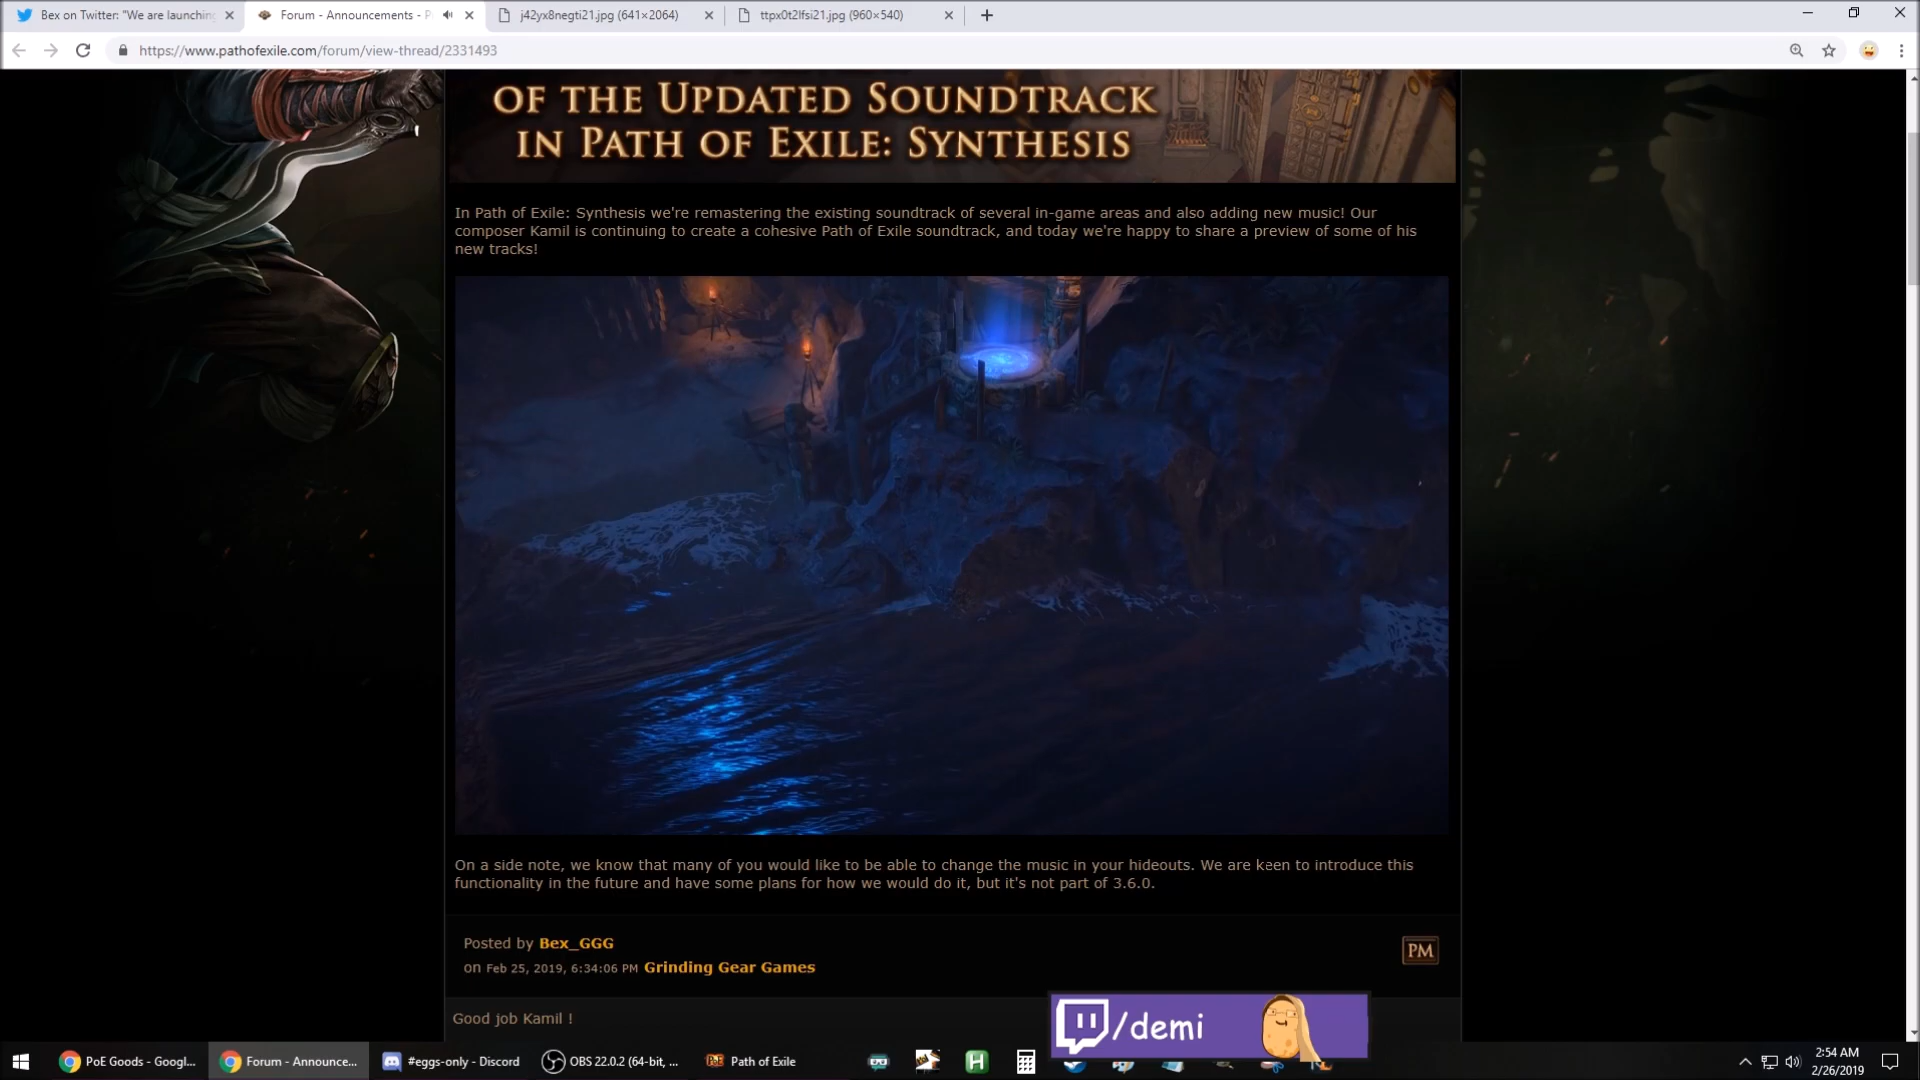 Bex on Twitter: "We are launching
Forum - Announcements - P
j42yx8negti21.jpg (641×2064)
ttpx0t2lfsi21.jpg (960×540)
https://www.pathofexile.com/forum/view-thread/2331493
OF THE UPDATED SOUNDTRACK
IN PATH OF EXILE: SYNTHESIS
In Path of Exile: Synthesis we're remastering the existing soundtrack of several in-game areas and also adding new music! Our
composer Kamil is continuing to create a cohesive Path of Exile soundtrack, and today we're happy to share a preview of some of his
new tracks!
On a side note, we know that many of you would like to be able to change the music in your hideouts. We are keen to introduce this
functionality in the future and have some plans for how we would do it, but it's not part of 3.6.0.
Posted by Bex_GGG
on Feb 25, 2019, 6:34:06 PM Grinding Gear Games
PM
Good job Kamil !
/demi
PoE Goods - Googl...
Forum - Announce...
#eggs-only - Discord
OBS 22.0.2 (64-bit, ...
Path of Exile
2:54 AM
2/26/2019